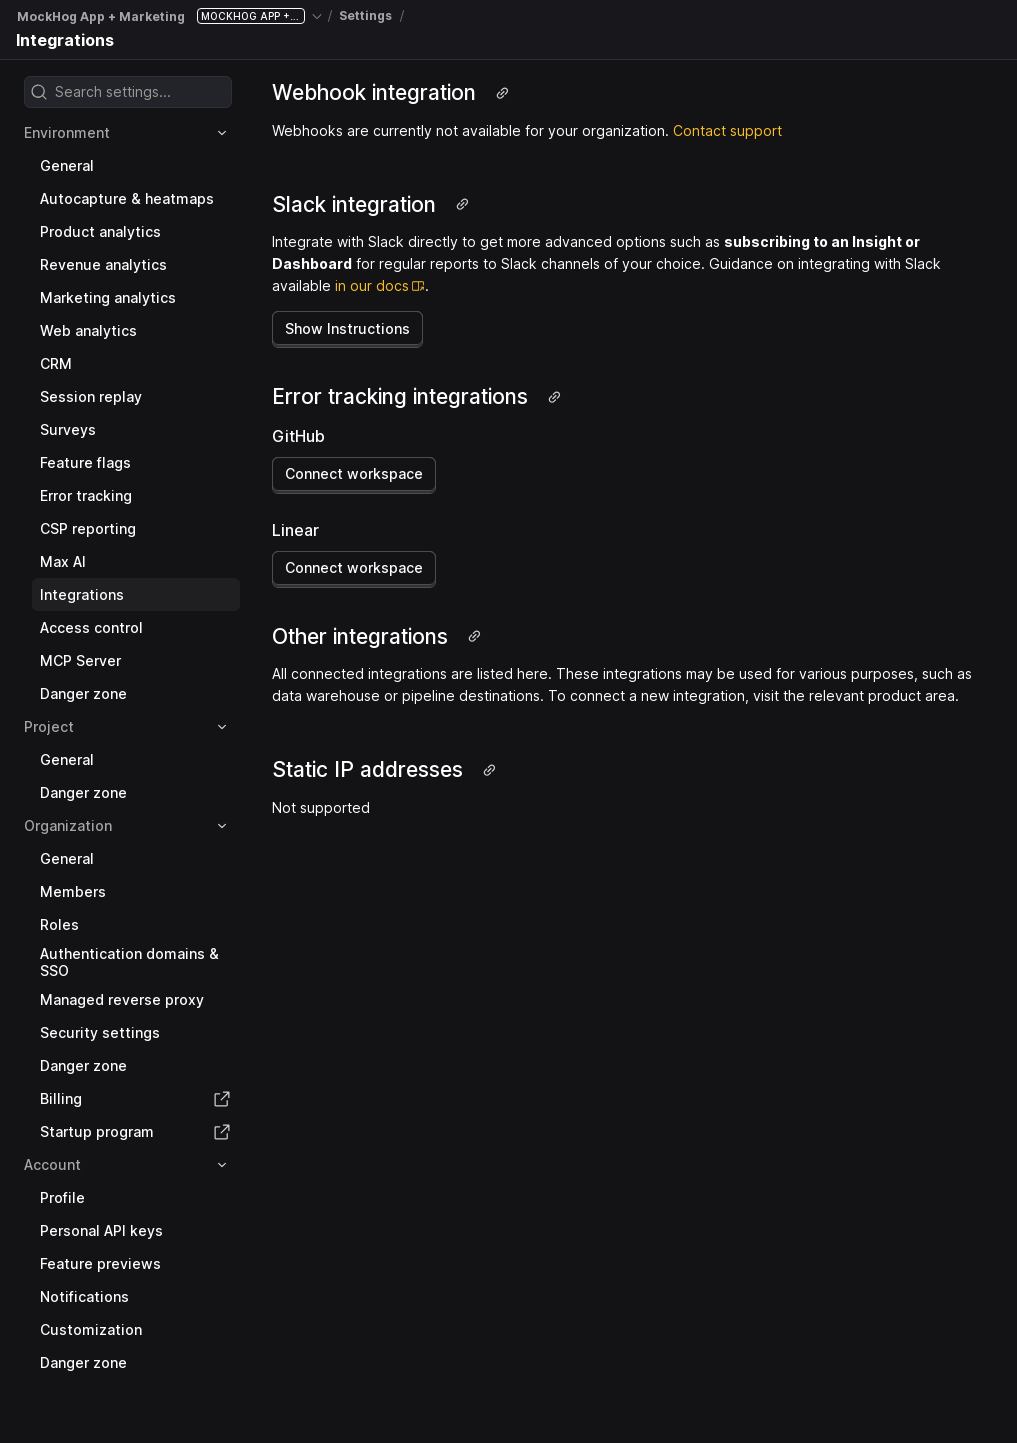 MockHog App + Marketing MOCKHOG APP +... / Settings /
Integrations
Search settings...
Environment
General
Autocapture & heatmaps
Product analytics
Revenue analytics
Marketing analytics
Web analytics
CRM
Session replay
Surveys
Feature flags
Error tracking
CSP reporting
Max AI
Integrations
Access control
MCP Server
Danger zone
Project
General
Danger zone
Organization
General
Members
Roles
Authentication domains &
SSO
Managed reverse proxy
Security settings
Danger zone
Billing
Startup program
Account
Profile
Personal API keys
Feature previews
Notifications
Customization
Danger zone
Webhook integration
Webhooks are currently not available for your organization. Contact support
Slack integration
Integrate with Slack directly to get more advanced options such as subscribing to an Insight or
Dashboard for regular reports to Slack channels of your choice. Guidance on integrating with Slack
available in our docs.
Show Instructions
Error tracking integrations
GitHub
Connect workspace
Linear
Connect workspace
Other integrations
All connected integrations are listed here. These integrations may be used for various purposes, such as
data warehouse or pipeline destinations. To connect a new integration, visit the relevant product area.
Static IP addresses
Not supported